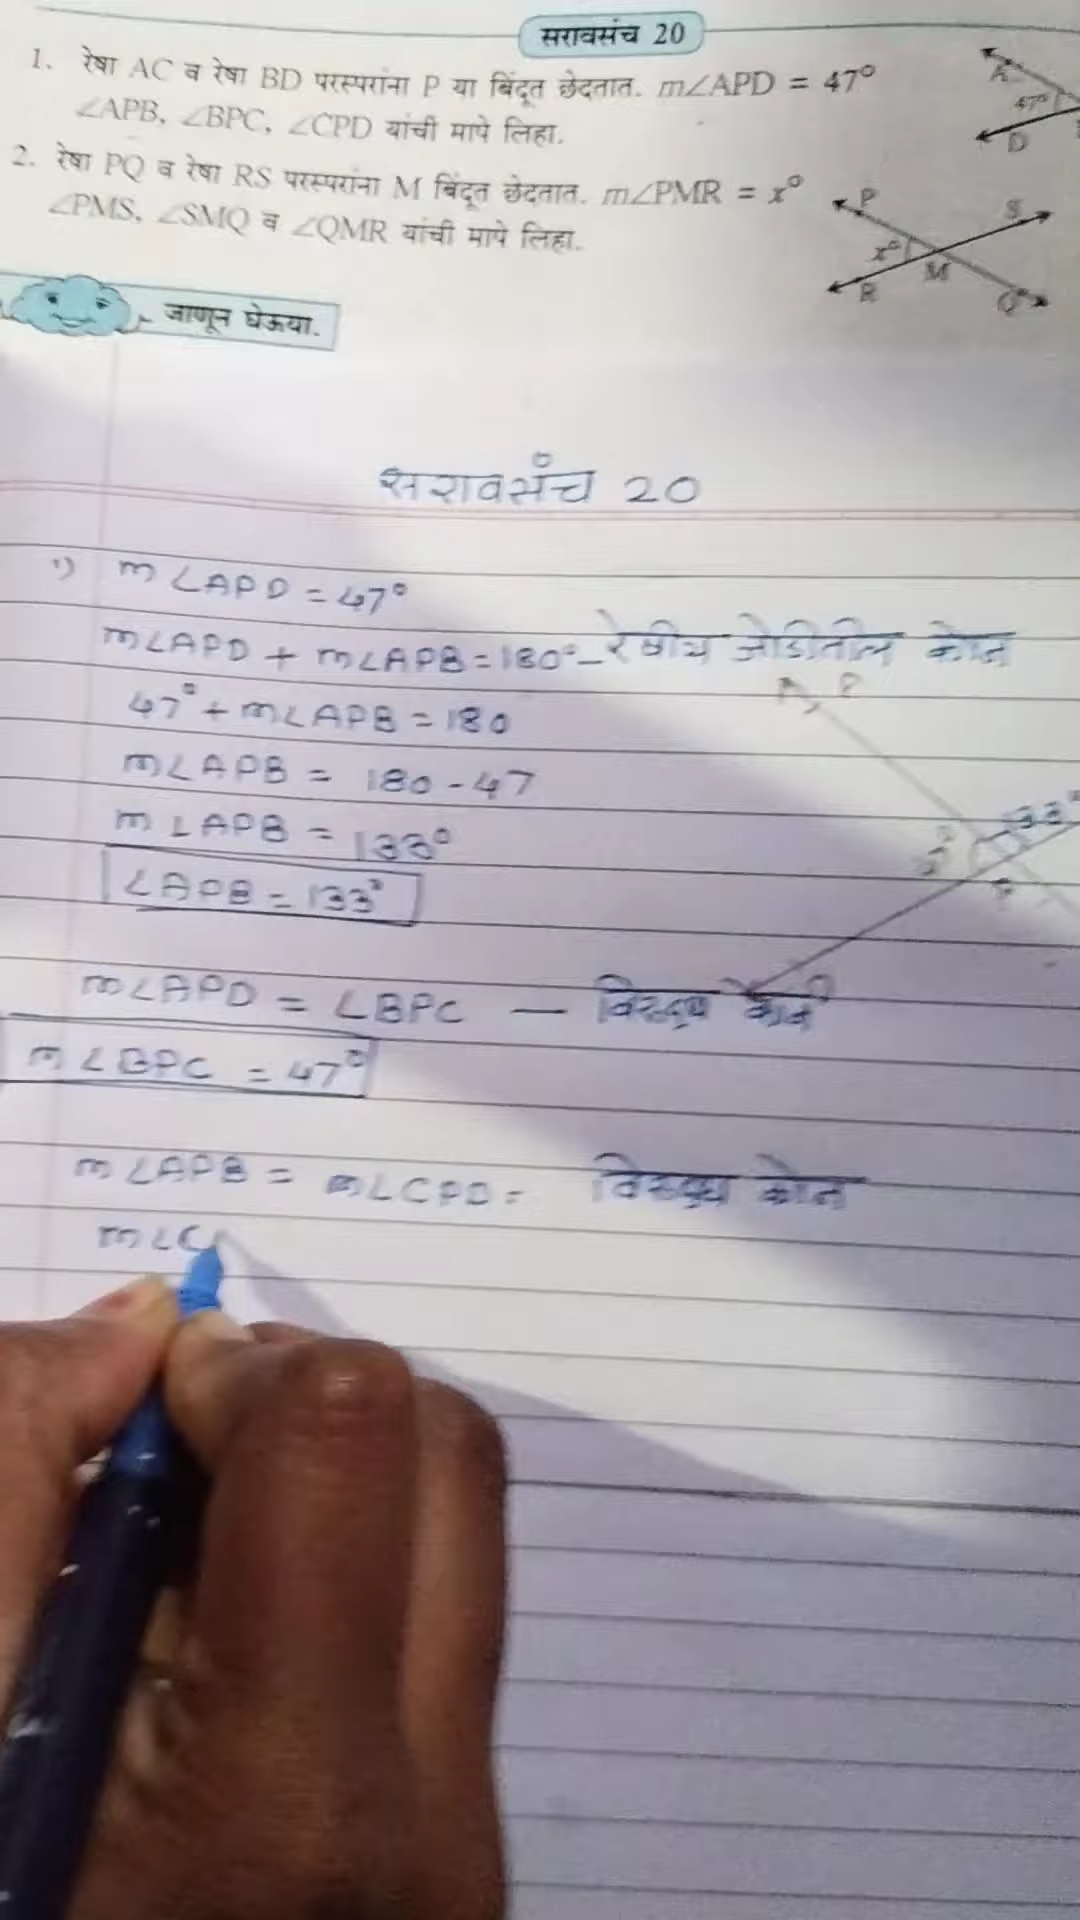 सरावसंच 20
1. रेषा AC व रेषा BD परस्परांना P या बिंदूत छेदतात. m∠APD = 47°
∠APB, ∠BPC, ∠CPD यांची मापे लिहा.
A
47°
D
2. रेषा PQ व रेषा RS परस्परांना M बिंदूत छेदतात. m∠PMR = x°
∠PMS, ∠SMQ व ∠QMR यांची मापे लिहा.
P
S
x°
M
R
Q
जाणून घेऊया.
सरावसंच 20
1) m∠APD = 47°
m∠APD + m∠APB = 180° – रेषीय जोडीतील कोन
47° + m∠APB = 180
m∠APB = 180 - 47
m∠APB = 133°
∠APB = 133°
m∠APD = ∠BPC — विरुद्ध कोन
m∠BPC = 47°
m∠APB = m∠CPD = विरुद्ध कोन
m∠C